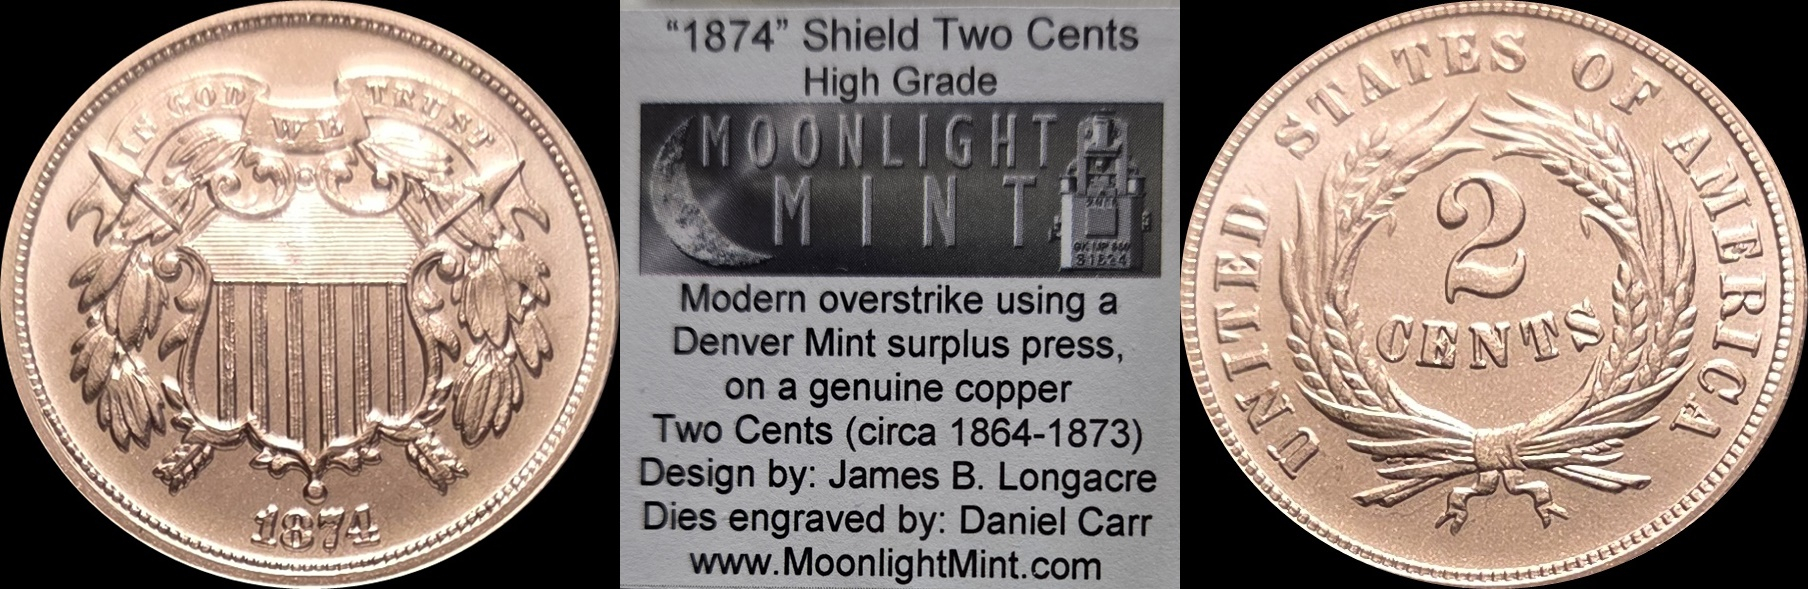 IN GOD WE TRUST
1874
“1874” Shield Two Cents
High Grade
MOONLIGHT
MINT
Modern overstrike using a
Denver Mint surplus press,
on a genuine copper
Two Cents (circa 1864-1873)
Design by: James B. Longacre
Dies engraved by: Daniel Carr
www.MoonlightMint.com
UNITED STATES OF AMERICA
2
CENTS